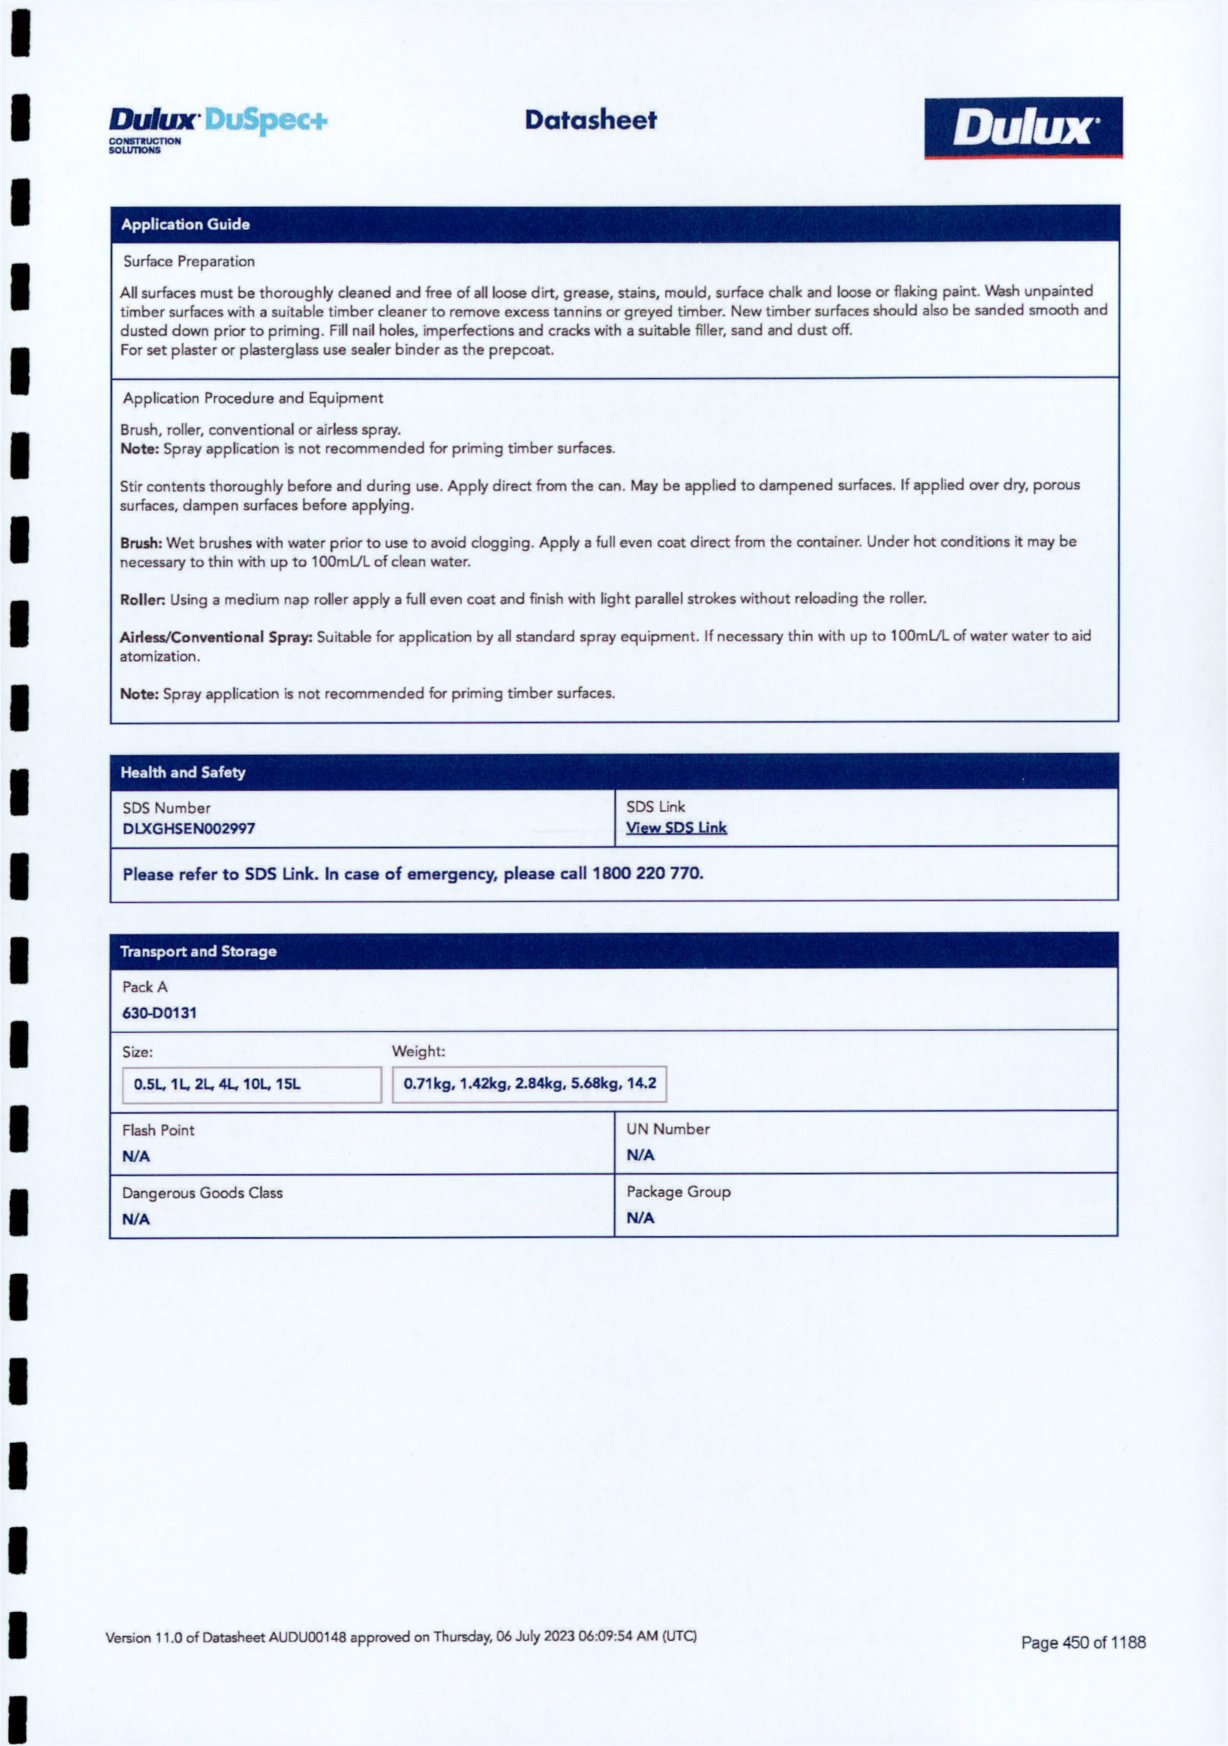 Dulux DuSpec+
CONSTRUCTION
SOLUTIONS
Datasheet
Dulux
Application Guide
Surface Preparation
All surfaces must be thoroughly cleaned and free of all loose dirt, grease, stains, mould, surface chalk and loose or flaking paint. Wash unpainted
timber surfaces with a suitable timber cleaner to remove excess tannins or greyed timber. New timber surfaces should also be sanded smooth and
dusted down prior to priming. Fill nail holes, imperfections and cracks with a suitable filler, sand and dust off.
For set plaster or plasterglass use sealer binder as the prepcoat.
Application Procedure and Equipment
Brush, roller, conventional or airless spray.
Note: Spray application is not recommended for priming timber surfaces.
Stir contents thoroughly before and during use. Apply direct from the can. May be applied to dampened surfaces. If applied over dry, porous
surfaces, dampen surfaces before applying.
Brush: Wet brushes with water prior to use to avoid clogging. Apply a full even coat direct from the container. Under hot conditions it may be
necessary to thin with up to 100mL/L of clean water.
Roller: Using a medium nap roller apply a full even coat and finish with light parallel strokes without reloading the roller.
Airless/Conventional Spray: Suitable for application by all standard spray equipment. If necessary thin with up to 100mL/L of water water to aid
atomization.
Note: Spray application is not recommended for priming timber surfaces.
Health and Safety
SDS Number
DLXGHSEN002997
SDS Link
View SDS Link
Please refer to SDS Link. In case of emergency, please call 1800 220 770.
Transport and Storage
Pack A
630-D0131
Size:
Weight:
0.5L, 1L, 2L, 4L, 10L, 15L
0.71kg, 1.42kg, 2.84kg, 5.68kg, 14.2
Flash Point
N/A
UN Number
N/A
Dangerous Goods Class
N/A
Package Group
N/A
Version 11.0 of Datasheet AUDU00148 approved on Thursday, 06 July 2023 06:09:54 AM (UTC)
Page 450 of 1188